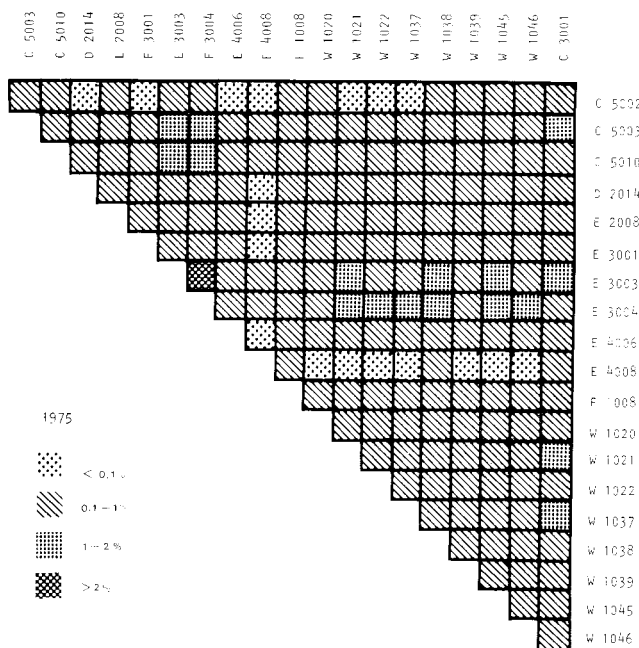 C 5003
C 5010
D 2014
E 2008
E 3001
E 3003
E 3004
E 4006
E 4008
F 1008
W 1020
W 1021
W 1022
W 1037
W 1038
W 1039
W 1045
W 1046
C 3001
C 5002
C 5003
C 5010
D 2014
E 2008
E 3001
E 3003
E 3004
E 4006
E 4008
F 1008
W 1020
W 1021
W 1022
W 1037
W 1038
W 1039
W 1045
W 1046
1975
< 0.1%
0.1 – 1%
1 – 2 %
> 2%